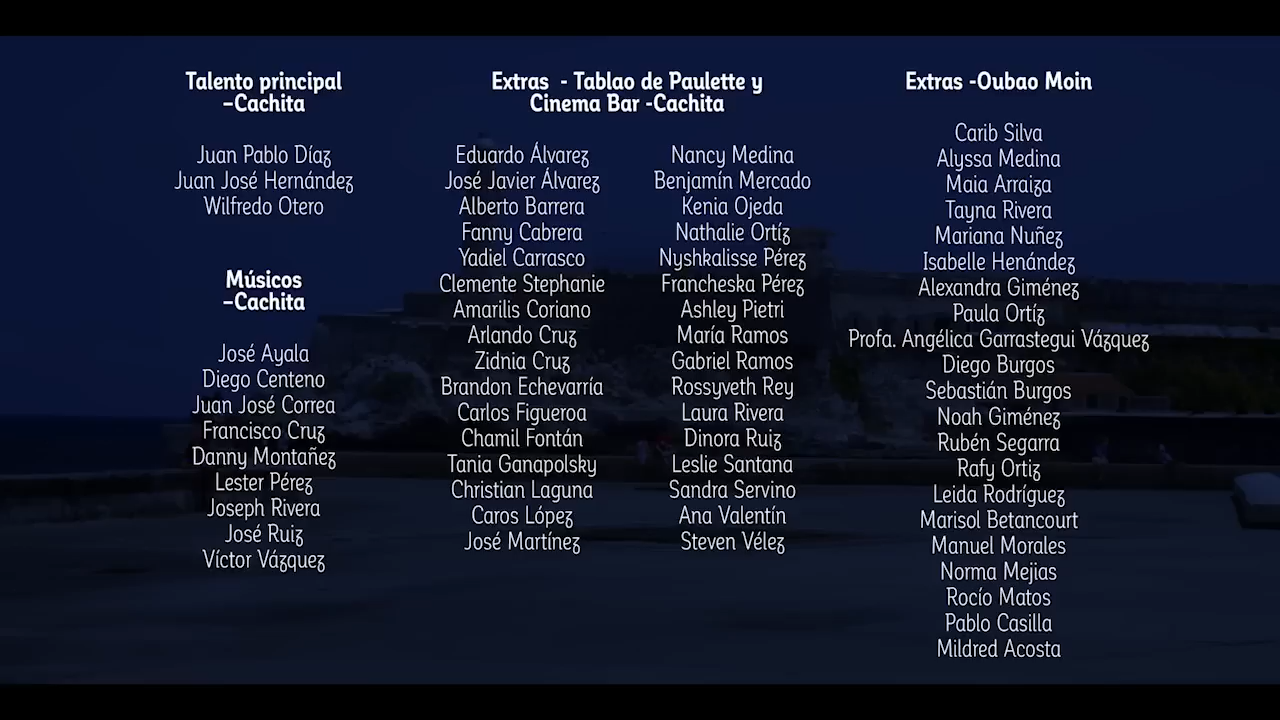 Talento principal
–Cachita
Juan Pablo Díaz
Juan José Hernández
Wilfredo Otero
Músicos
–Cachita
José Ayala
Diego Centeno
Juan José Correa
Francisco Cruz
Danny Montañez
Lester Pérez
Joseph Rivera
José Ruiz
Víctor Vázquez
Extras - Tablao de Paulette y
Cinema Bar -Cachita
Eduardo Álvarez
José Javier Álvarez
Alberto Barrera
Fanny Cabrera
Yadiel Carrasco
Clemente Stephanie
Amarilis Coriano
Arlando Cruz
Zidnia Cruz
Brandon Echevarría
Carlos Figueroa
Chamil Fontán
Tania Ganapolsky
Christian Laguna
Caros López
José Martínez
Nancy Medina
Benjamín Mercado
Kenia Ojeda
Nathalie Ortíz
Nyshkalisse Pérez
Francheska Pérez
Ashley Pietri
María Ramos
Gabriel Ramos
Rossyveth Rey
Laura Rivera
Dinora Ruiz
Leslie Santana
Sandra Servino
Ana Valentín
Steven Vélez
Extras -Oubao Moin
Carib Silva
Alyssa Medina
Maia Arraiza
Tayna Rivera
Mariana Nuñez
Isabelle Henández
Alexandra Giménez
Paula Ortíz
Profa. Angélica Garrastegui Vázquez
Diego Burgos
Sebastián Burgos
Noah Giménez
Rubén Segarra
Rafy Ortiz
Leida Rodríguez
Marisol Betancourt
Manuel Morales
Norma Mejias
Rocío Matos
Pablo Casilla
Mildred Acosta